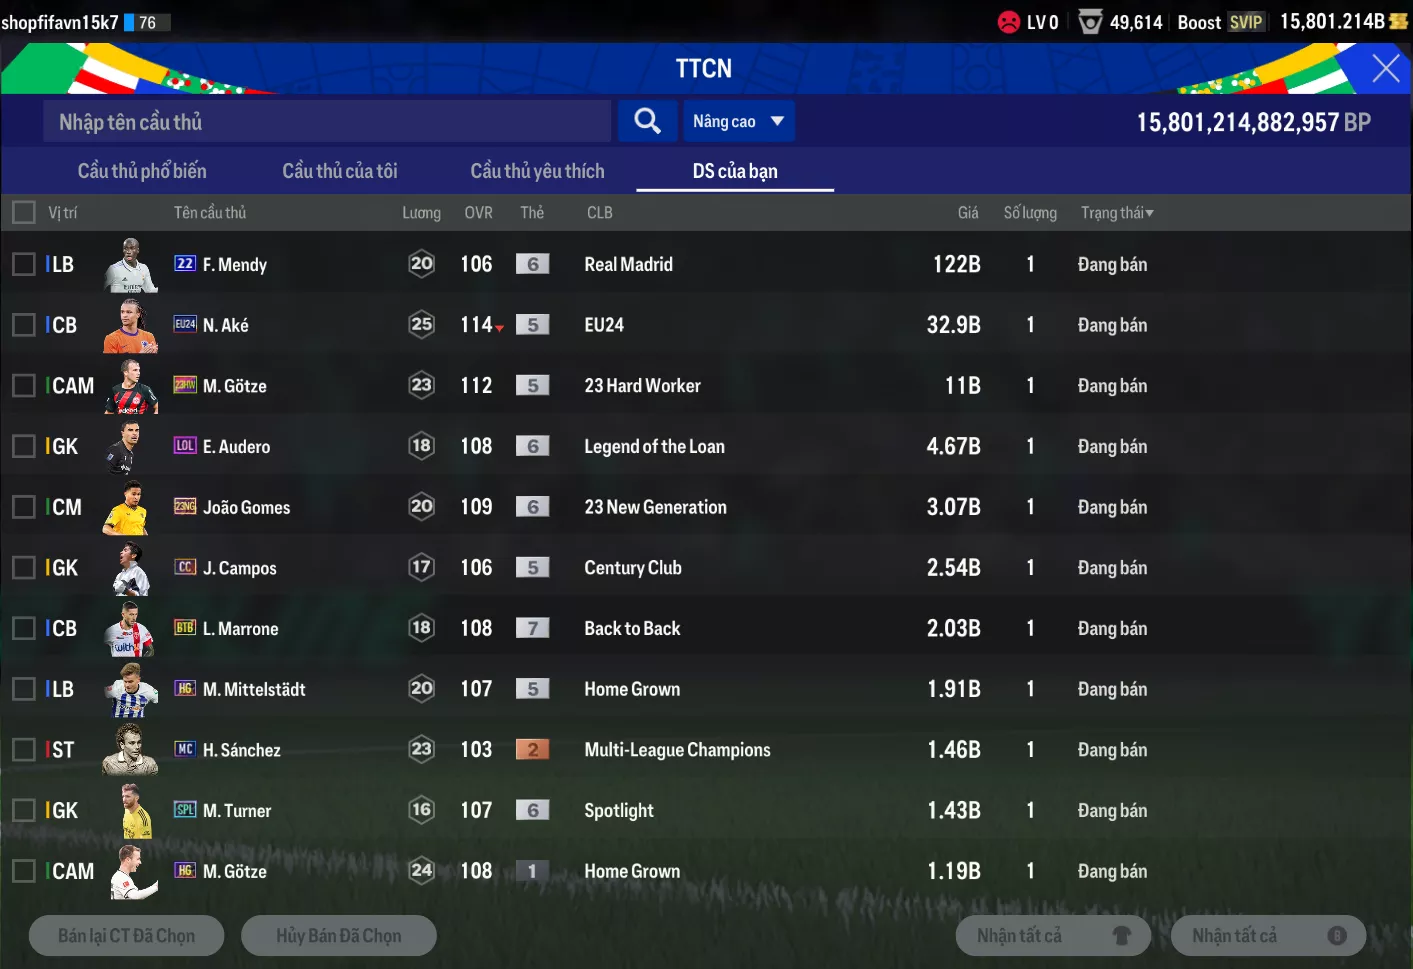 shopfifavn15k7 76 LV 0 49,614 Boost SVIP 15,801.214B
TTCN
Nhập tên cầu thủ Nâng cao 15,801,214,882,957 BP
Cầu thủ phổ biến Cầu thủ của tôi Cầu thủ yêu thích DS của bạn
Vị trí Tên cầu thủ Lương OVR Thẻ CLB Giá Số lượng Trạng thái
LB 22 F. Mendy 20 106 6 Real Madrid 122B 1 Đang bán
CB EU24 N. Aké 25 114 5 EU24 32.9B 1 Đang bán
CAM 23HW M. Götze 23 112 5 23 Hard Worker 11B 1 Đang bán
GK LOL E. Audero 18 108 6 Legend of the Loan 4.67B 1 Đang bán
CM 23NG João Gomes 20 109 6 23 New Generation 3.07B 1 Đang bán
GK CC J. Campos 17 106 5 Century Club 2.54B 1 Đang bán
CB BTB L. Marrone 18 108 7 Back to Back 2.03B 1 Đang bán
LB HG M. Mittelstädt 20 107 5 Home Grown 1.91B 1 Đang bán
ST MC H. Sánchez 23 103 2 Multi-League Champions 1.46B 1 Đang bán
GK SPL M. Turner 16 107 6 Spotlight 1.43B 1 Đang bán
CAM HG M. Götze 24 108 1 Home Grown 1.19B 1 Đang bán
Bán lại CT Đã Chọn Hủy Bán Đã Chọn Nhận tất cả Nhận tất cả